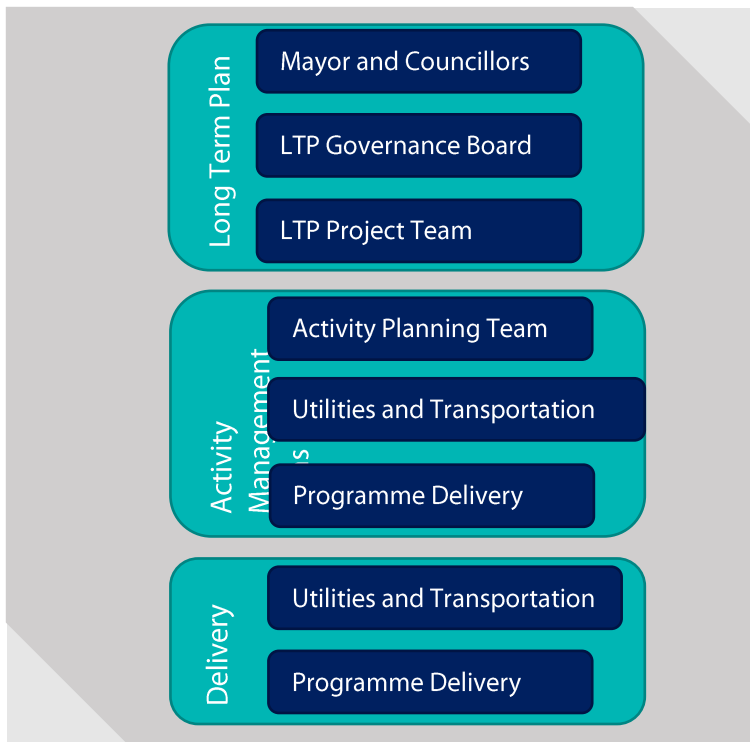 Long Term Plan
Mayor and Councillors
LTP Governance Board
LTP Project Team
Activity
Management
Activity Planning Team
Utilities and Transportation
Programme Delivery
Delivery
Utilities and Transportation
Programme Delivery